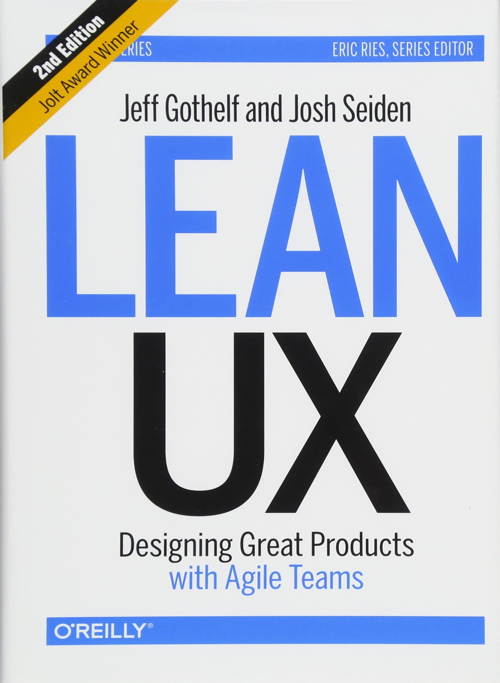 2nd Edition
Jolt Award Winner
ERIC RIES, SERIES EDITOR
Jeff Gothelf and Josh Seiden
LEAN
UX
Designing Great Products
with Agile Teams
O'REILLY®